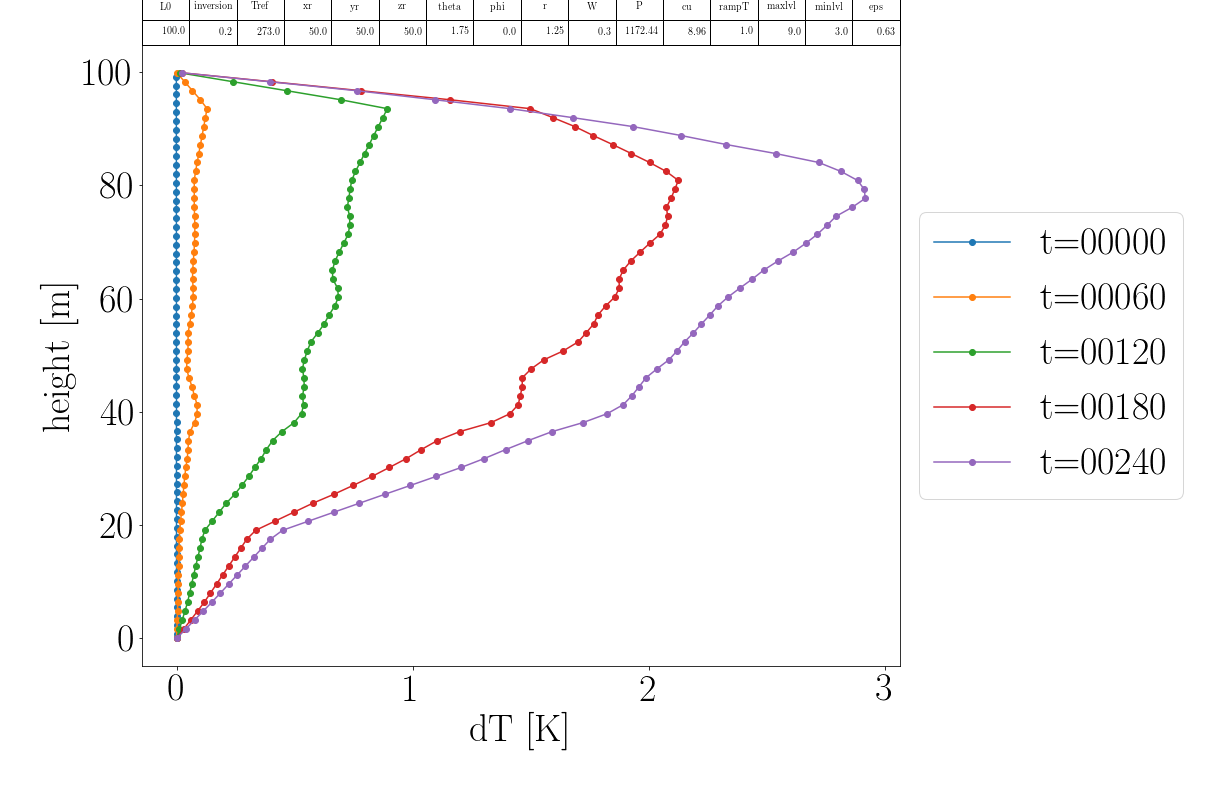 L0 inversion Tref xr yr zr theta phi r W P cu rampT maxlvl minlvl eps
100.0 0.2 273.0 50.0 50.0 50.0 1.75 0.0 1.25 0.3 1172.44 8.96 1.0 9.0 3.0 0.63
100
80
60
40
20
0
height [m]
0 1 2 3
dT [K]
t=00000
t=00060
t=00120
t=00180
t=00240